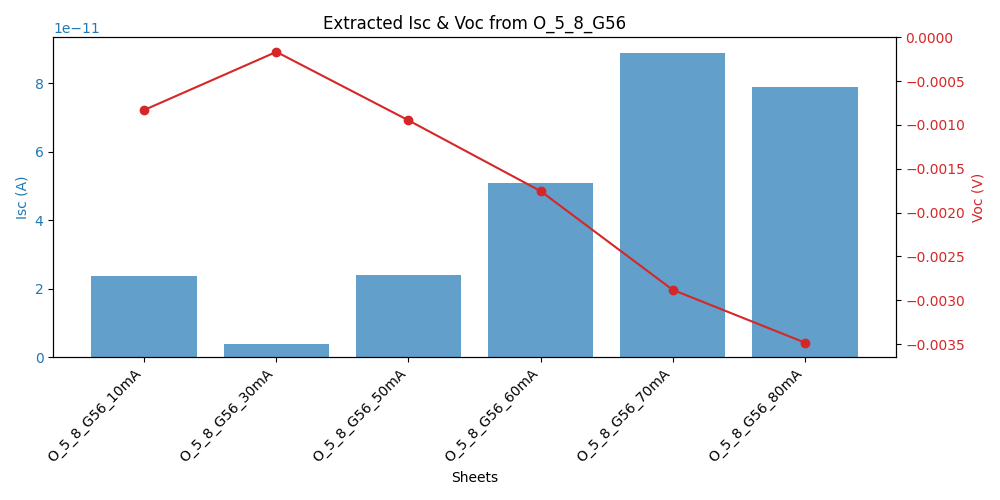 Extracted Isc & Voc from O_5_8_G56
1e−11
8
6
4
2
0
Isc (A)
0.0000
−0.0005
−0.0010
−0.0015
−0.0020
−0.0025
−0.0030
−0.0035
Voc (V)
O_5_8_G56_10mA
O_5_8_G56_30mA
O_5_8_G56_50mA
O_5_8_G56_60mA
O_5_8_G56_70mA
O_5_8_G56_80mA
Sheets